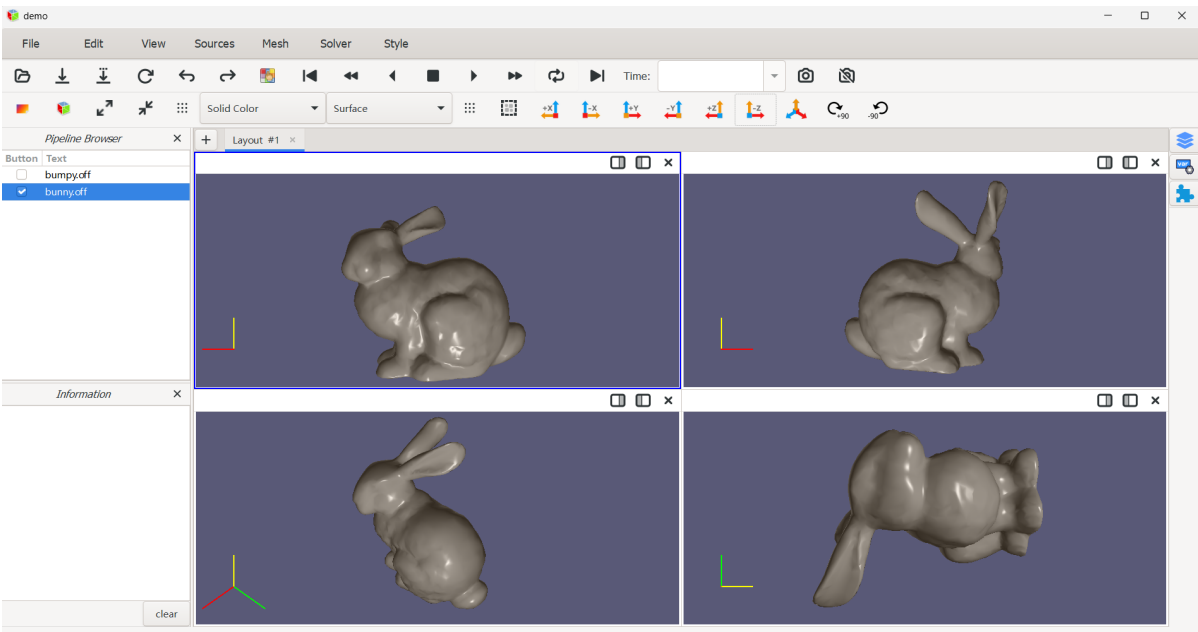 demo
File Edit View Sources Mesh Solver Style
Time:
Solid Color Surface +X -X +Y -Y +Z -Z +90 -90
Pipeline Browser
Layout #1
Button Text
bumpy.off
bunny.off
var
Information
clear